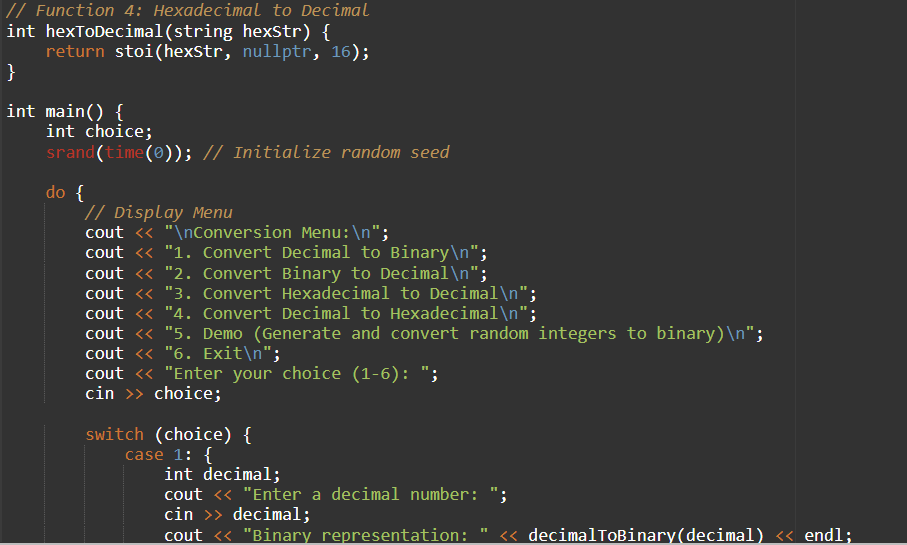 // Function 4: Hexadecimal to Decimal
int hexToDecimal(string hexStr) {
    return stoi(hexStr, nullptr, 16);
}

int main() {
    int choice;
    srand(time(0)); // Initialize random seed

    do {
        // Display Menu
        cout << "\nConversion Menu:\n";
        cout << "1. Convert Decimal to Binary\n";
        cout << "2. Convert Binary to Decimal\n";
        cout << "3. Convert Hexadecimal to Decimal\n";
        cout << "4. Convert Decimal to Hexadecimal\n";
        cout << "5. Demo (Generate and convert random integers to binary)\n";
        cout << "6. Exit\n";
        cout << "Enter your choice (1-6): ";
        cin >> choice;

        switch (choice) {
            case 1: {
                int decimal;
                cout << "Enter a decimal number: ";
                cin >> decimal;
                cout << "Binary representation: " << decimalToBinary(decimal) << endl;